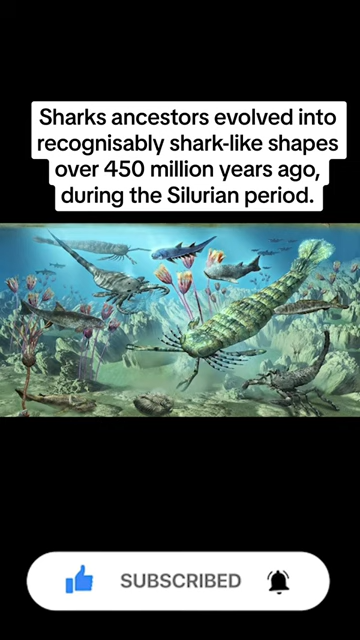 Sharks ancestors evolved into
recognisably shark-like shapes
over 450 million years ago,
during the Silurian period.
SUBSCRIBED